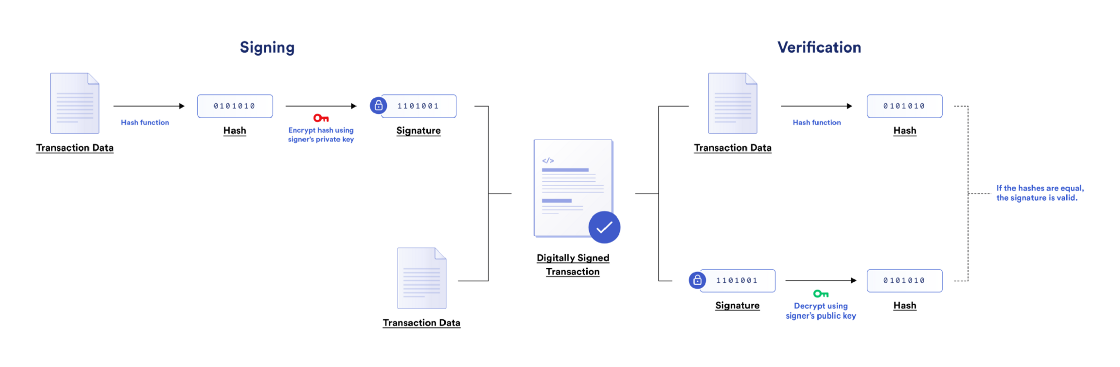 Signing
Transaction Data
Hash function
0101010
Hash
Encrypt hash using
signer's private key
1101001
Signature
Transaction Data
</>
Digitally Signed
Transaction
Verification
Transaction Data
Hash function
0101010
Hash
1101001
Signature
Decrypt using
signer's public key
0101010
Hash
If the hashes are equal,
the signature is valid.